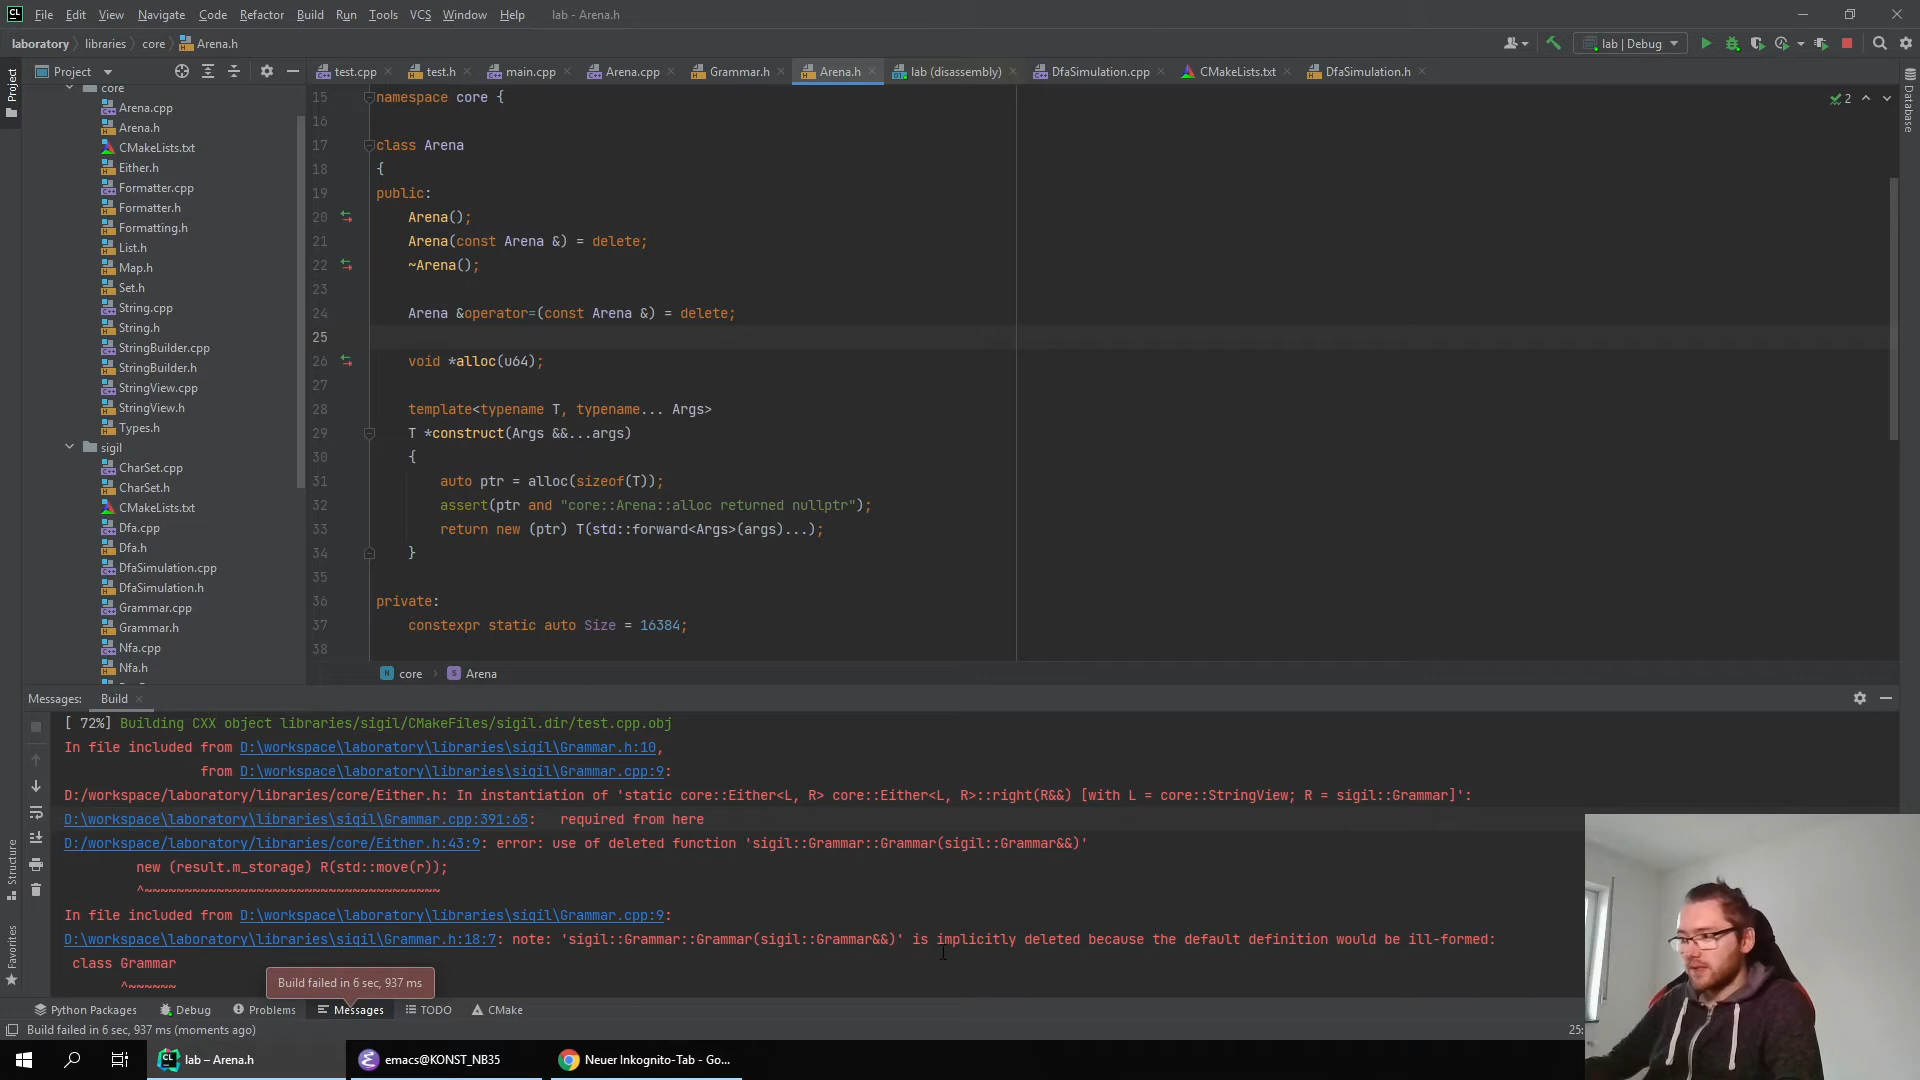 File Edit View Navigate Code Refactor Build Run Tools VCS Window Help lab - Arena.h
laboratory libraries core Arena.h lab | Debug
Project test.cpp test.h main.cpp Arena.cpp Grammar.h Arena.h lab (disassembly) DfaSimulation.cpp CMakeLists.txt DfaSimulation.h
Project
Database
core
Arena.cpp
Arena.h
CMakeLists.txt
Either.h
Formatter.cpp
Formatter.h
Formatting.h
List.h
Map.h
Set.h
String.cpp
String.h
StringBuilder.cpp
StringBuilder.h
StringView.cpp
StringView.h
Types.h
sigil
CharSet.cpp
CharSet.h
CMakeLists.txt
Dfa.cpp
Dfa.h
DfaSimulation.cpp
DfaSimulation.h
Grammar.cpp
Grammar.h
Nfa.cpp
Nfa.h
2
15 namespace core {
16
17 class Arena
18 {
19 public:
20 Arena();
21 Arena(const Arena &) = delete;
22 ~Arena();
23
24 Arena &operator=(const Arena &) = delete;
25
26 void *alloc(u64);
27
28 template<typename T, typename... Args>
29 T *construct(Args &&...args)
30 {
31 auto ptr = alloc(sizeof(T));
32 assert(ptr and "core::Arena::alloc returned nullptr");
33 return new (ptr) T(std::forward<Args>(args)...);
34 }
35
36 private:
37 constexpr static auto Size = 16384;
38
core Arena
Messages: Build
[ 72%] Building CXX object libraries/sigil/CMakeFiles/sigil.dir/test.cpp.obj
In file included from D:\workspace\laboratory\libraries\sigil\Grammar.h:10,
from D:\workspace\laboratory\libraries\sigil\Grammar.cpp:9:
D:/workspace/laboratory/libraries/core/Either.h: In instantiation of 'static core::Either<L, R> core::Either<L, R>::right(R&&) [with L = core::StringView; R = sigil::Grammar]':
D:\workspace\laboratory\libraries\sigil\Grammar.cpp:391:65: required from here
D:/workspace/laboratory/libraries/core/Either.h:43:9: error: use of deleted function 'sigil::Grammar::Grammar(sigil::Grammar&&)'
new (result.m_storage) R(std::move(r));
^~~~~~~~~~~~~~~~~~~~~~~~~~~~~~~~~~~~~~
In file included from D:\workspace\laboratory\libraries\sigil\Grammar.cpp:9:
D:\workspace\laboratory\libraries\sigil\Grammar.h:18:7: note: 'sigil::Grammar::Grammar(sigil::Grammar&&)' is implicitly deleted because the default definition would be ill-formed:
class Grammar
^~~~~~~
Structure
Favorites
Build failed in 6 sec, 937 ms
Python Packages Debug Problems Messages TODO CMake
Build failed in 6 sec, 937 ms (moments ago) 25:
lab – Arena.h emacs@KONST_NB35 Neuer Inkognito-Tab - Go...